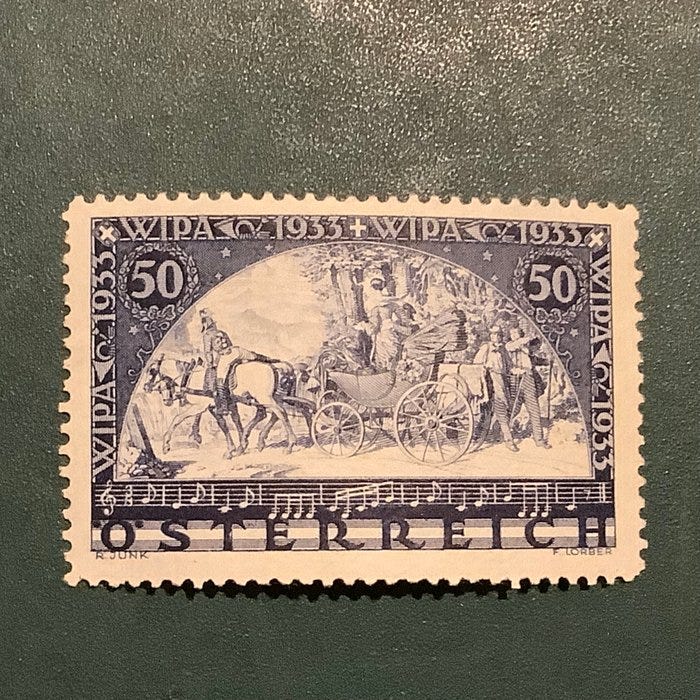 WIPA 1933 + WIPA 1933
WIPA 1933
50
50
WIPA 1933
ÖSTERREICH
R. JUNK
F. LORBER